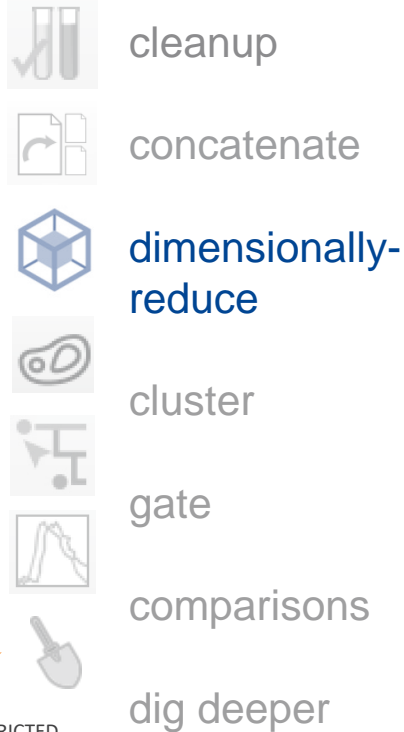 cleanup
concatenate
dimensionally-
reduce
cluster
gate
comparisons
dig deeper